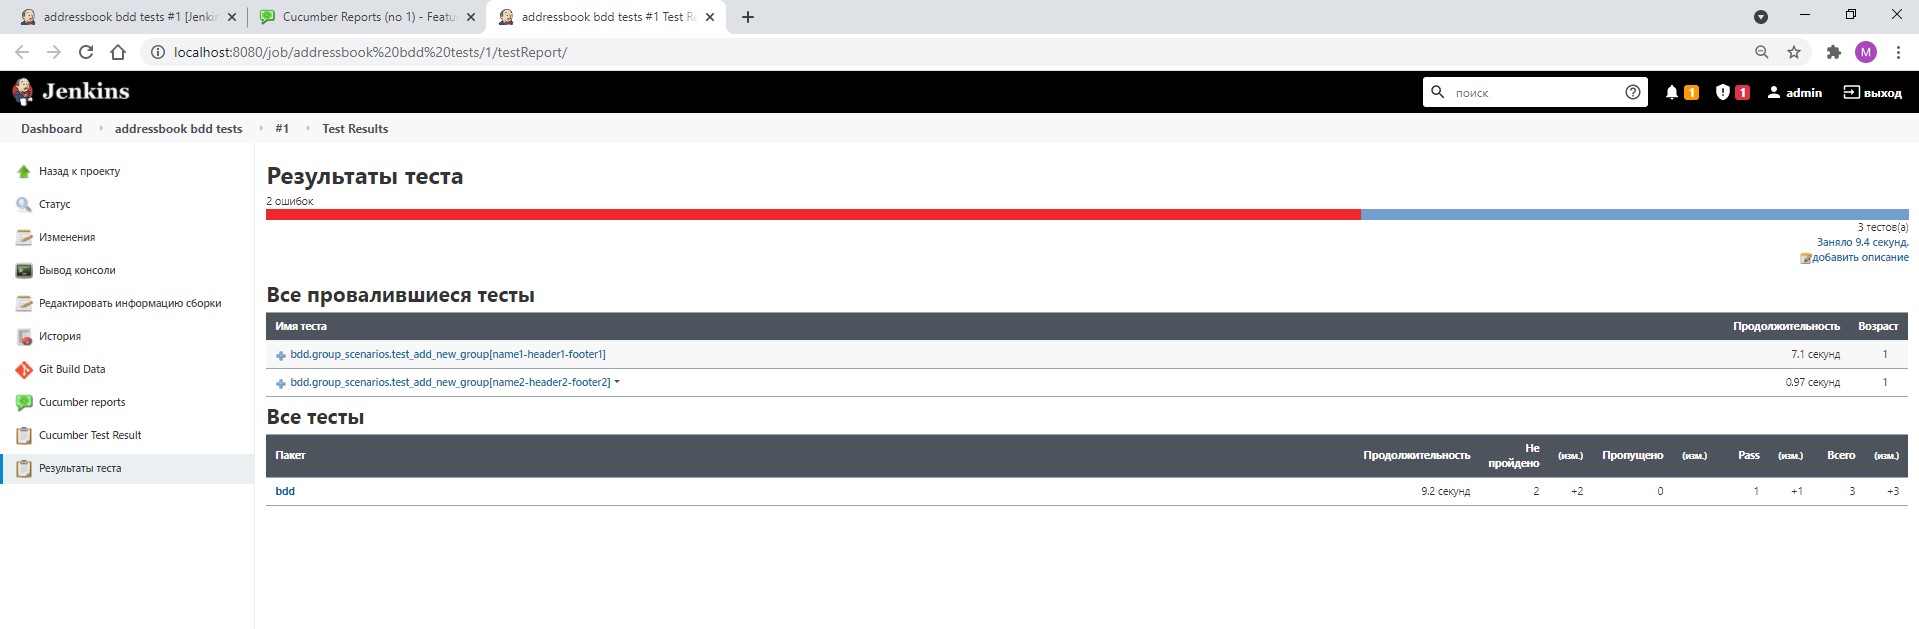 addressbook bdd tests #1 [Jenkin
Cucumber Reports (no 1) - Featu
addressbook bdd tests #1 Test R
localhost:8080/job/addressbook%20bdd%20tests/1/testReport/
M
Jenkins
поиск
1
1
admin
выход
Dashboard
addressbook bdd tests
#1
Test Results
Назад к проекту
Статус
Изменения
Вывод консоли
Редактировать информацию сборки
История
Git Build Data
Cucumber reports
Cucumber Test Result
Результаты теста
Результаты теста
2 ошибок
3 тестов(а)
Заняло 9.4 секунд.
добавить описание
Все провалившиеся тесты
Имя теста Продолжительность Возраст
bdd.group_scenarios.test_add_new_group[name1-header1-footer1] 7.1 секунд 1
bdd.group_scenarios.test_add_new_group[name2-header2-footer2] 0.97 секунд 1
Все тесты
Пакет Продолжительность Не пройдено (изм.) Пропущено (изм.) Pass (изм.) Всего (изм.)
bdd 9.2 секунд 2 +2 0 1 +1 3 +3